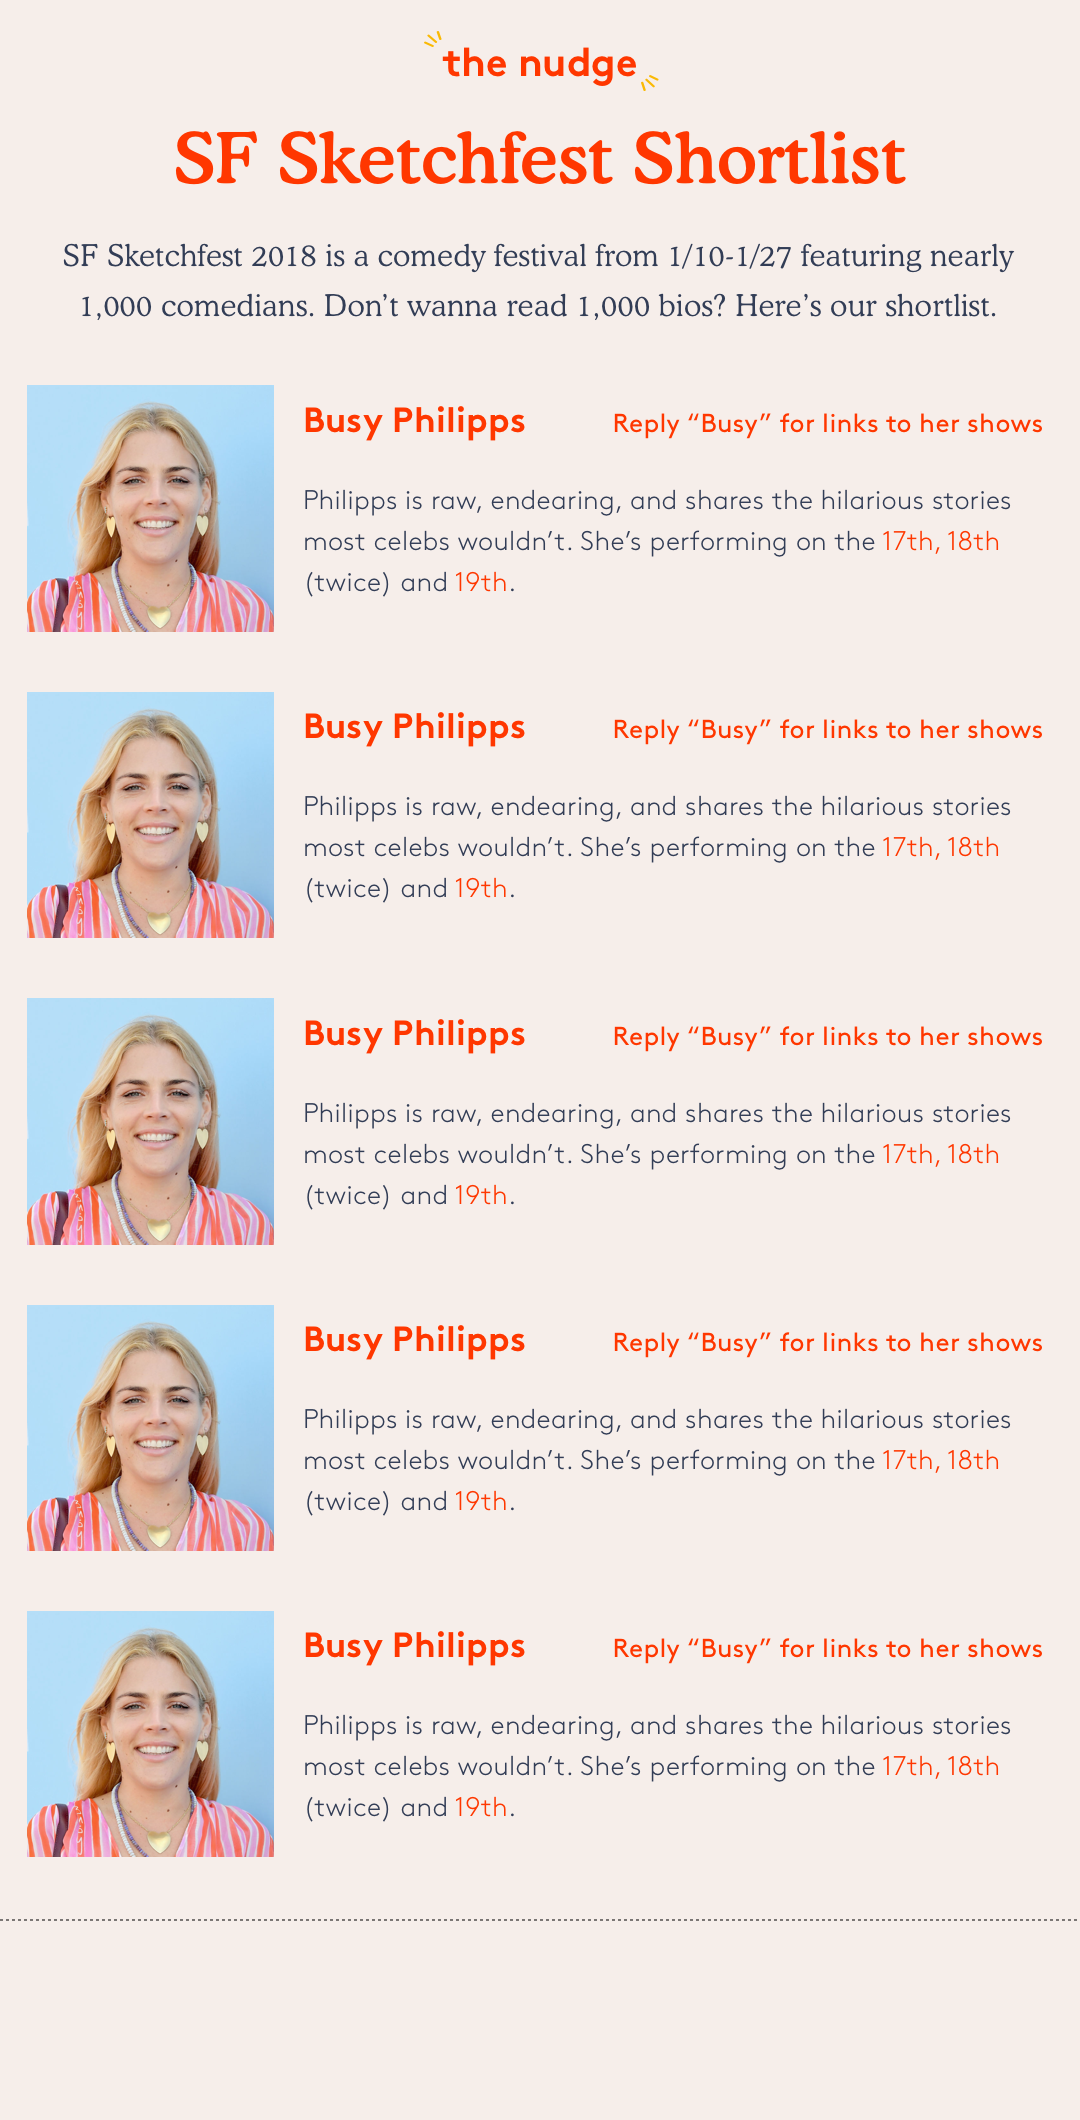 the nudge
SF Sketchfest Shortlist
SF Sketchfest 2018 is a comedy festival from 1/10-1/27 featuring nearly
1,000 comedians. Don’t wanna read 1,000 bios? Here’s our shortlist.
Busy Philipps
Reply “Busy” for links to her shows
Philipps is raw, endearing, and shares the hilarious stories
most celebs wouldn’t. She’s performing on the 17th, 18th
(twice) and 19th.
Busy Philipps
Reply “Busy” for links to her shows
Philipps is raw, endearing, and shares the hilarious stories
most celebs wouldn’t. She’s performing on the 17th, 18th
(twice) and 19th.
Busy Philipps
Reply “Busy” for links to her shows
Philipps is raw, endearing, and shares the hilarious stories
most celebs wouldn’t. She’s performing on the 17th, 18th
(twice) and 19th.
Busy Philipps
Reply “Busy” for links to her shows
Philipps is raw, endearing, and shares the hilarious stories
most celebs wouldn’t. She’s performing on the 17th, 18th
(twice) and 19th.
Busy Philipps
Reply “Busy” for links to her shows
Philipps is raw, endearing, and shares the hilarious stories
most celebs wouldn’t. She’s performing on the 17th, 18th
(twice) and 19th.